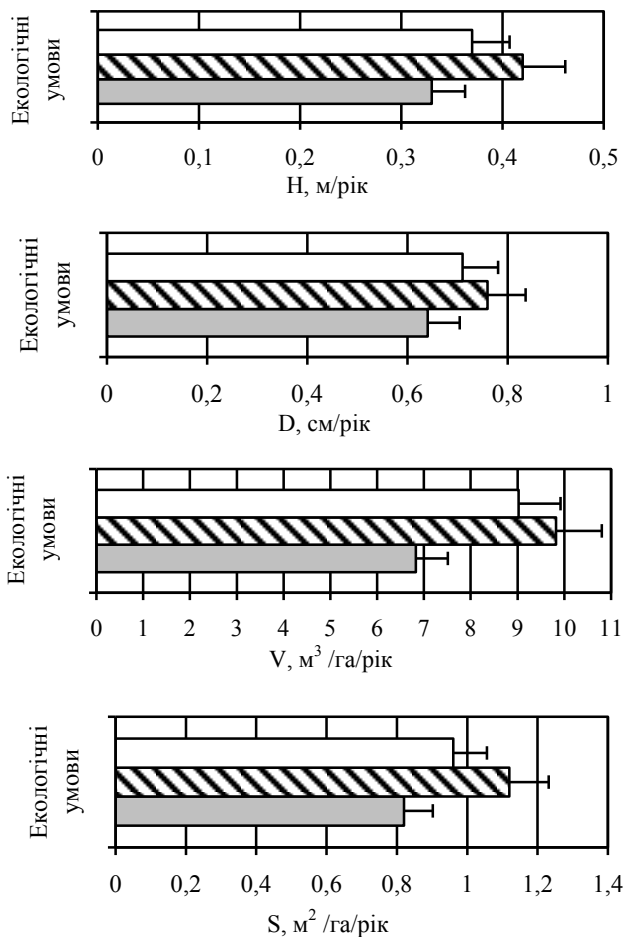 Екологічні
умови
0 0,1 0,2 0,3 0,4 0,5
H, м/рік
Екологічні
умови
0 0,2 0,4 0,6 0,8 1
D, см/рік
Екологічні
умови
0 1 2 3 4 5 6 7 8 9 10 11
V, м³ /га/рік
Екологічні
умови
0 0,2 0,4 0,6 0,8 1 1,2 1,4
S, м² /га/рік